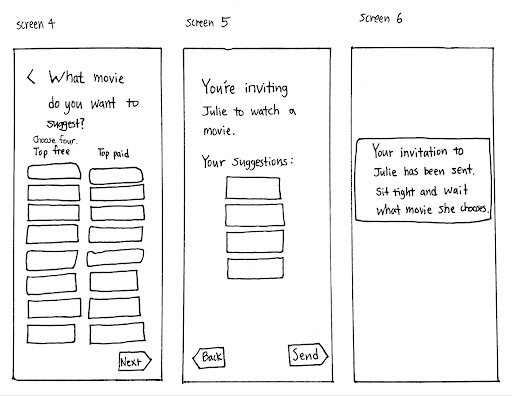 screen 4
< What movie
do you want to
suggest?
Choose four.
Top free
Top paid
Next
screen 5
You're inviting
Julie to watch a
movie.
Your suggestions:
Back
Send
screen 6
Your invitation to
Julie has been sent.
Sit tight and wait
what movie she chooses.